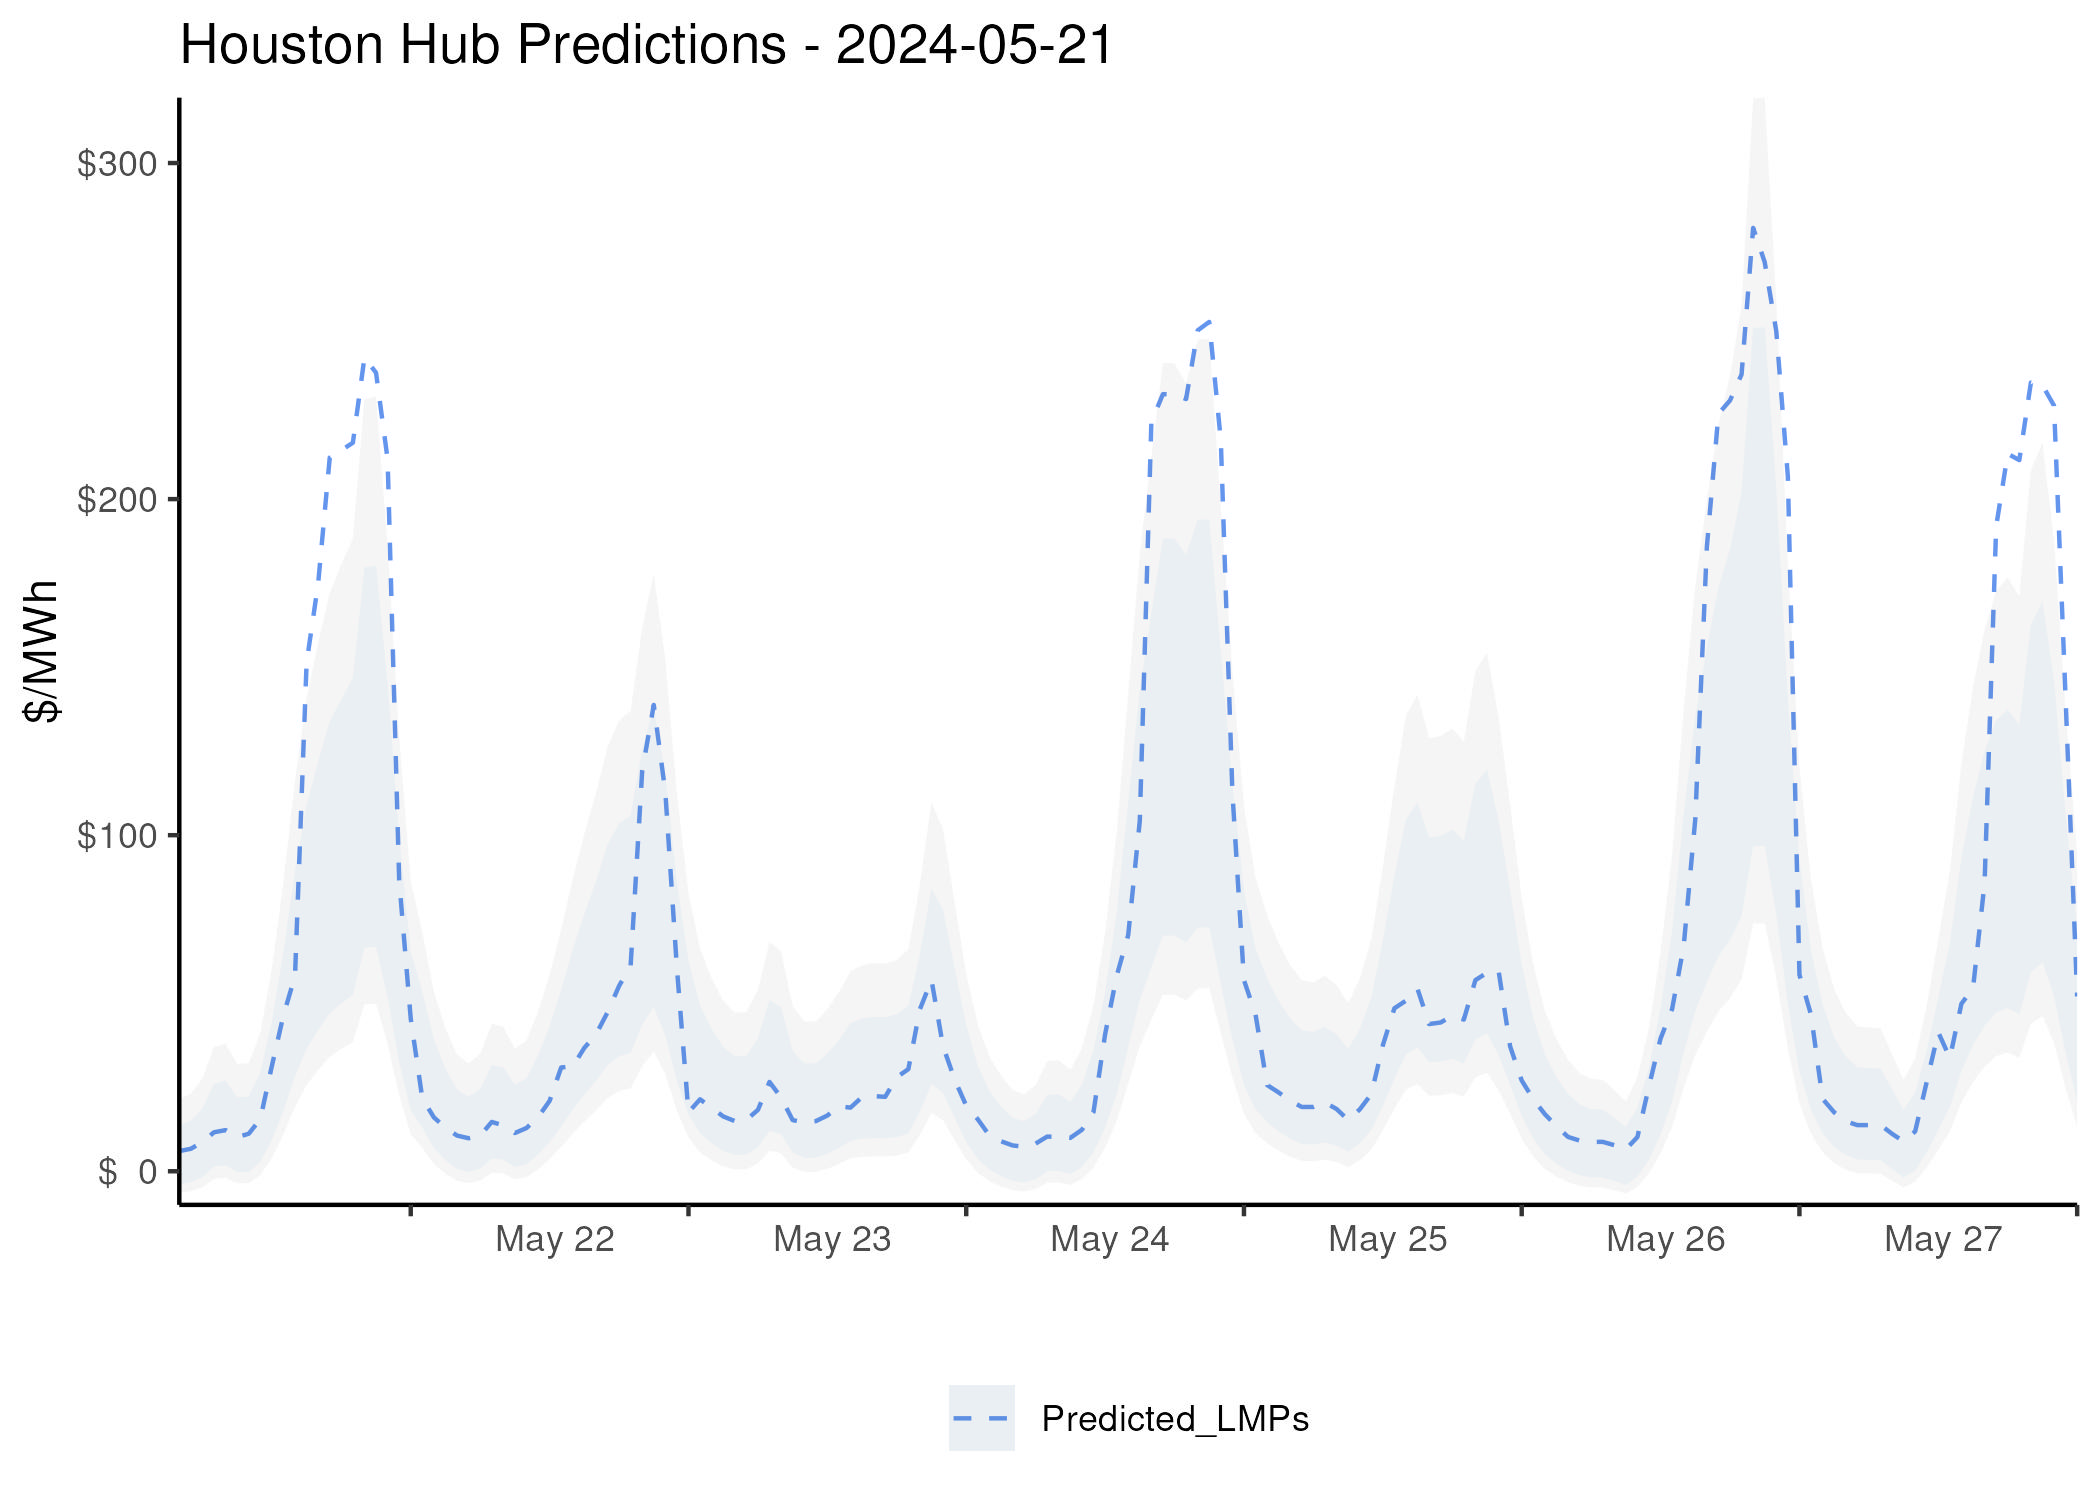 Houston Hub Predictions - 2024-05-21
$/MWh
$300
$200
$100
$  0
May 22 May 23 May 24 May 25 May 26 May 27
Predicted_LMPs